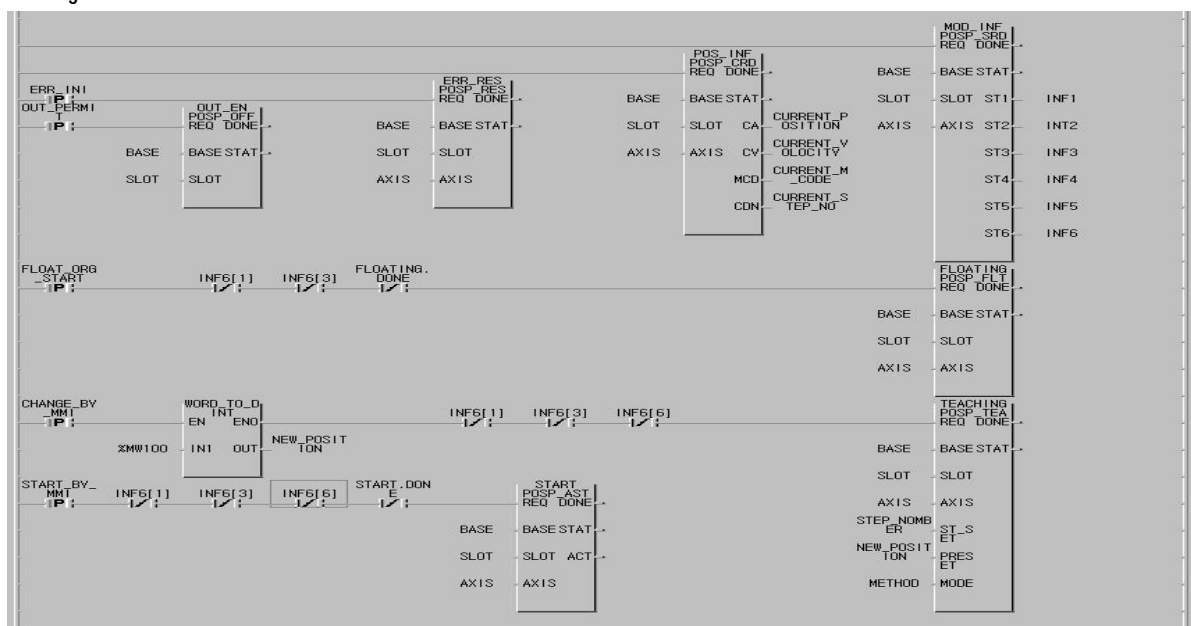 MOD_INF
POSP_SRD
REQ DONE
POS_INF
POSP_CRD
REQ DONE
BASE BASE STAT
ERR_RES
POSP_RES
ERR_INI
P REQ DONE BASE BASE STAT SLOT SLOT ST1 INF1
OUT_PERMI
T
OUT_EN
POSP_OFF
CURRENT_P
OSITION
P REQ DONE BASE BASE STAT SLOT SLOT CA AXIS AXIS ST2 INT2
CURRENT_V
OLOCITY
BASE BASE STAT SLOT SLOT AXIS AXIS CV ST3 INF3
CURRENT_M
_CODE
SLOT SLOT AXIS AXIS MCD ST4 INF4
CURRENT_S
TEP_NO
CDN ST5 INF5
ST6 INF6
FLOAT_ORG
_START
INF6[1] INF6[3]
FLOATING.
DONE
FLOATING
POSP_FLT
P REQ DONE
BASE BASE STAT
SLOT SLOT
AXIS AXIS
CHANGE_BY
_MMI
WORD_TO_D
INT
INF6[1] INF6[3] INF6[6]
TEACHING
POSP_TEA
P EN ENO REQ DONE
NEW_POSIT
ION
%MW100 IN1 OUT BASE BASE STAT
SLOT SLOT
START_BY_
MMI
INF6[1] INF6[3] INF6[6]
START.DON
E
START
POSP_AST
P REQ DONE AXIS AXIS
STEP_NOMB
ER
ST_S
ET
BASE BASE STAT
NEW_POSIT
ION
PRES
ET
SLOT SLOT ACT
AXIS AXIS METHOD MODE